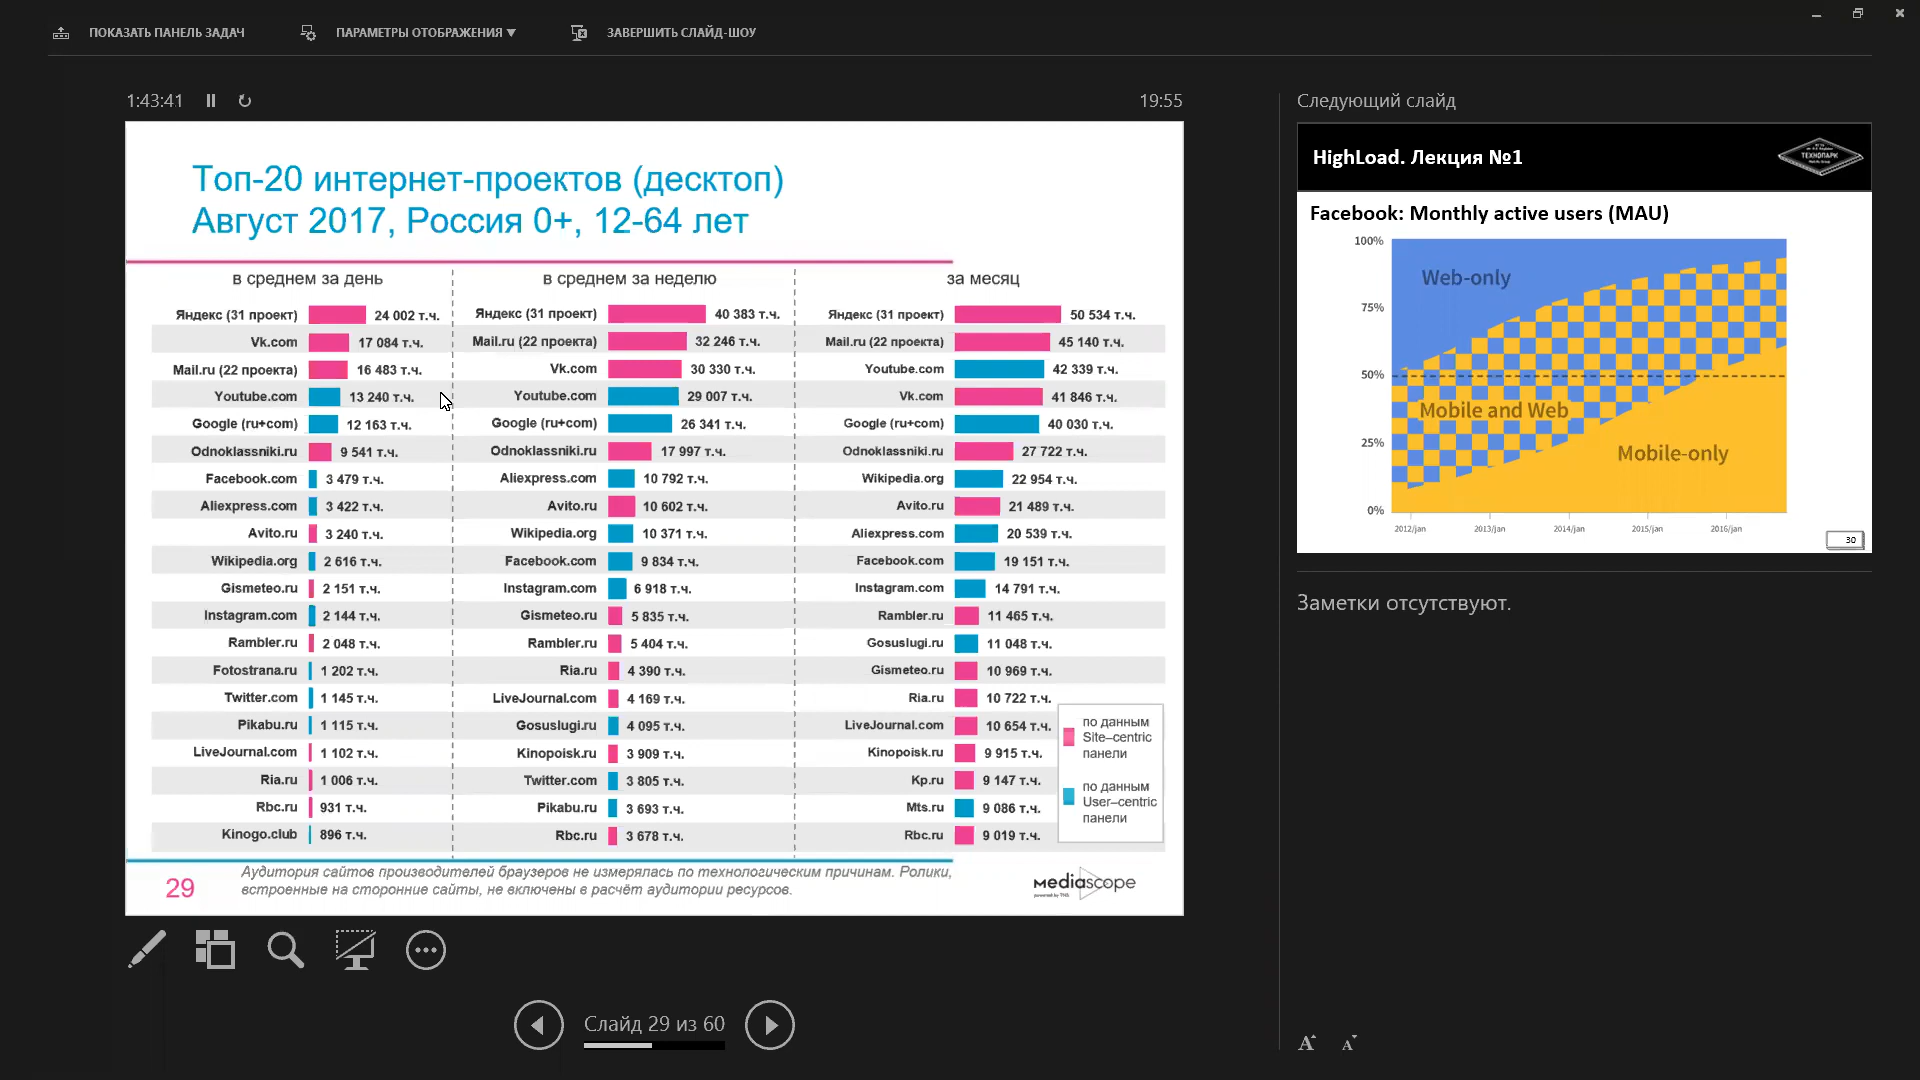 ПОКАЗАТЬ ПАНЕЛЬ ЗАДАЧ
ПАРАМЕТРЫ ОТОБРАЖЕНИЯ ▼
ЗАВЕРШИТЬ СЛАЙД-ШОУ
1:43:41
19:55
Топ-20 интернет-проектов (десктоп)
Август 2017, Россия 0+, 12-64 лет
в среднем за день
Яндекс (31 проект) 24 002 т.ч.
Vk.com 17 084 т.ч.
Mail.ru (22 проекта) 16 483 т.ч.
Youtube.com 13 240 т.ч.
Google (ru+com) 12 163 т.ч.
Odnoklassniki.ru 9 541 т.ч.
Facebook.com 3 479 т.ч.
Aliexpress.com 3 422 т.ч.
Avito.ru 3 240 т.ч.
Wikipedia.org 2 616 т.ч.
Gismeteo.ru 2 151 т.ч.
Instagram.com 2 144 т.ч.
Rambler.ru 2 048 т.ч.
Fotostrana.ru 1 202 т.ч.
Twitter.com 1 145 т.ч.
Pikabu.ru 1 115 т.ч.
LiveJournal.com 1 102 т.ч.
Ria.ru 1 006 т.ч.
Rbc.ru 931 т.ч.
Kinogo.club 896 т.ч.
в среднем за неделю
Яндекс (31 проект) 40 383 т.ч.
Mail.ru (22 проекта) 32 246 т.ч.
Vk.com 30 330 т.ч.
Youtube.com 29 007 т.ч.
Google (ru+com) 26 341 т.ч.
Odnoklassniki.ru 17 997 т.ч.
Aliexpress.com 10 792 т.ч.
Avito.ru 10 602 т.ч.
Wikipedia.org 10 371 т.ч.
Facebook.com 9 834 т.ч.
Instagram.com 6 918 т.ч.
Gismeteo.ru 5 835 т.ч.
Rambler.ru 5 404 т.ч.
Ria.ru 4 390 т.ч.
LiveJournal.com 4 169 т.ч.
Gosuslugi.ru 4 095 т.ч.
Kinopoisk.ru 3 909 т.ч.
Twitter.com 3 805 т.ч.
Pikabu.ru 3 693 т.ч.
Rbc.ru 3 678 т.ч.
за месяц
Яндекс (31 проект) 50 534 т.ч.
Mail.ru (22 проекта) 45 140 т.ч.
Youtube.com 42 339 т.ч.
Vk.com 41 846 т.ч.
Google (ru+com) 40 030 т.ч.
Odnoklassniki.ru 27 722 т.ч.
Wikipedia.org 22 954 т.ч.
Avito.ru 21 489 т.ч.
Aliexpress.com 20 539 т.ч.
Facebook.com 19 151 т.ч.
Instagram.com 14 791 т.ч.
Rambler.ru 11 465 т.ч.
Gosuslugi.ru 11 048 т.ч.
Gismeteo.ru 10 969 т.ч.
Ria.ru 10 722 т.ч.
LiveJournal.com 10 654 т.ч.
Kinopoisk.ru 9 915 т.ч.
Kp.ru 9 147 т.ч.
Mts.ru 9 086 т.ч.
Rbc.ru 9 019 т.ч.
по данным
Site–centric
панели
по данным
User–centric
панели
29
Аудитория сайтов производителей браузеров не измерялась по технологическим причинам. Ролики,
встроенные на сторонние сайты, не включены в расчёт аудитории ресурсов.
mediascope
Слайд 29 из 60
Следующий слайд
HighLoad. Лекция №1
ТЕХНОПАРК
Facebook: Monthly active users (MAU)
100%
75%
50%
25%
0%
Web-only
Mobile and Web
Mobile-only
2012/jan 2013/jan 2014/jan 2015/jan 2016/jan
30
Заметки отсутствуют.
A A